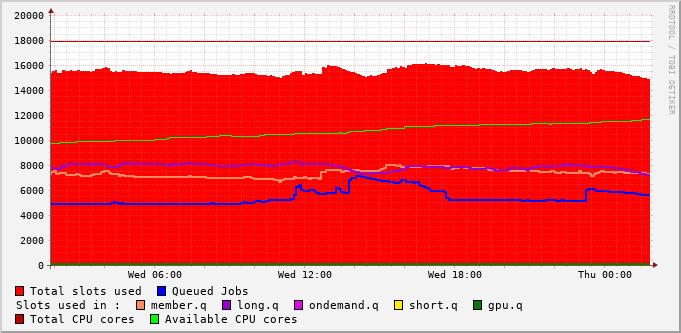 RRDTOOL / TOBI OETIKER
20000
18000
16000
14000
12000
10000
8000
6000
4000
2000
0
Wed 06:00 Wed 12:00 Wed 18:00 Thu 00:00
Total slots used Queued Jobs
Slots used in : member.q long.q ondemand.q short.q gpu.q
Total CPU cores Available CPU cores